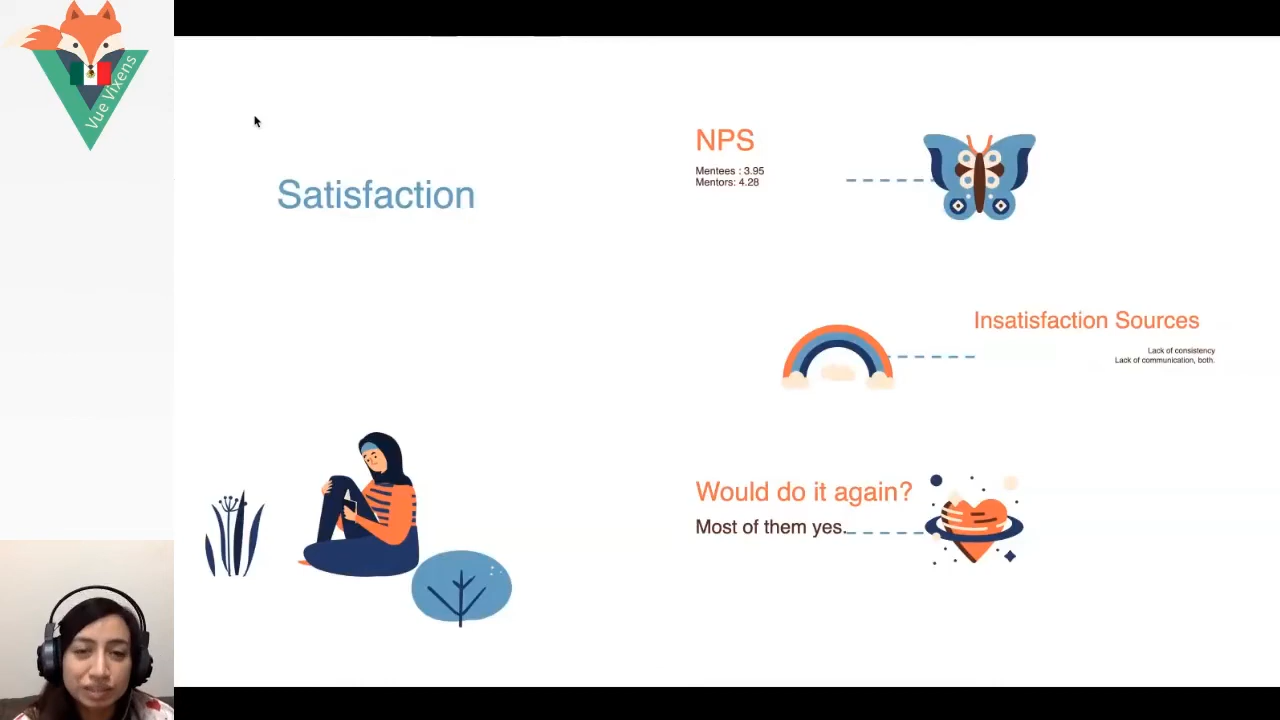 Vue Vixens
Satisfaction
NPS
Mentees : 3.95
Mentors: 4.28
Insatisfaction Sources
Lack of consistency
Lack of communication, both.
Would do it again?
Most of them yes.